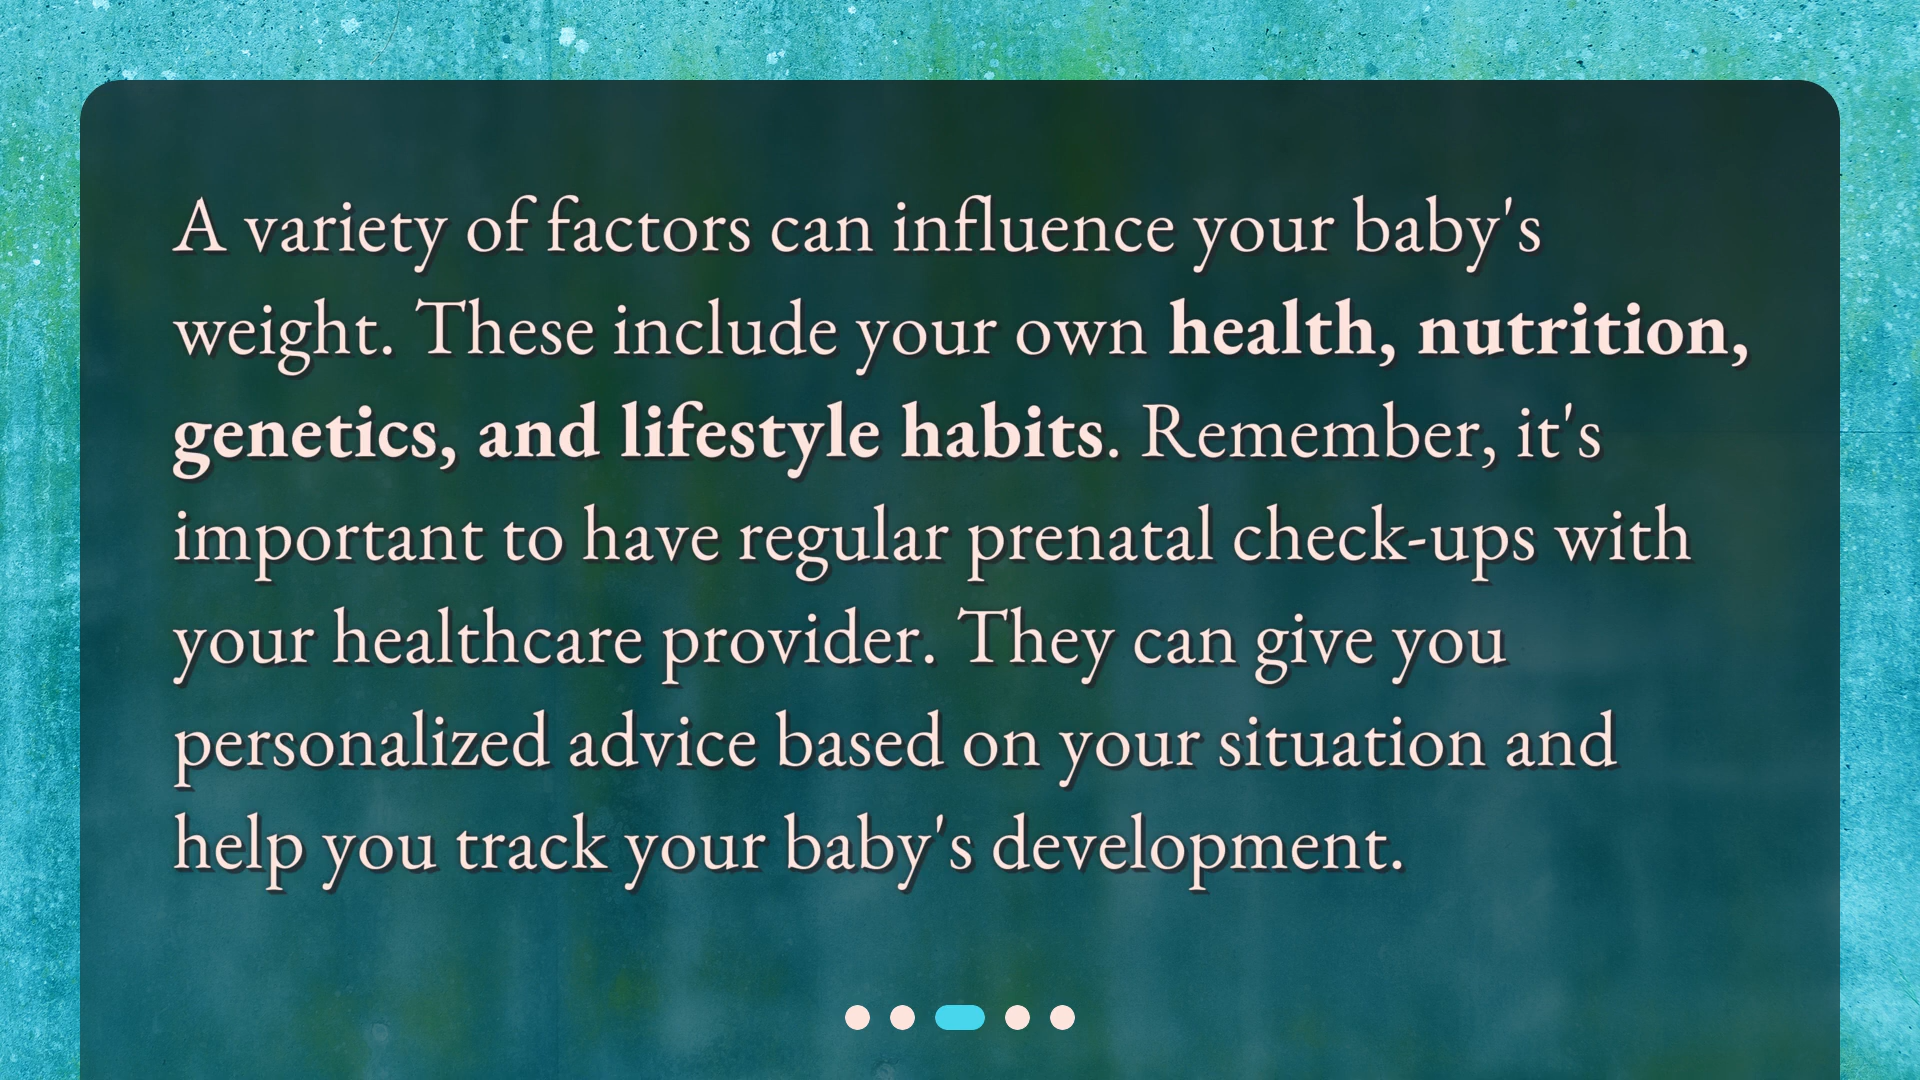 A variety of factors can influence your baby's
weight. These include your own health, nutrition,
genetics, and lifestyle habits. Remember, it's
important to have regular prenatal check-ups with
your healthcare provider. They can give you
personalized advice based on your situation and
help you track your baby's development.